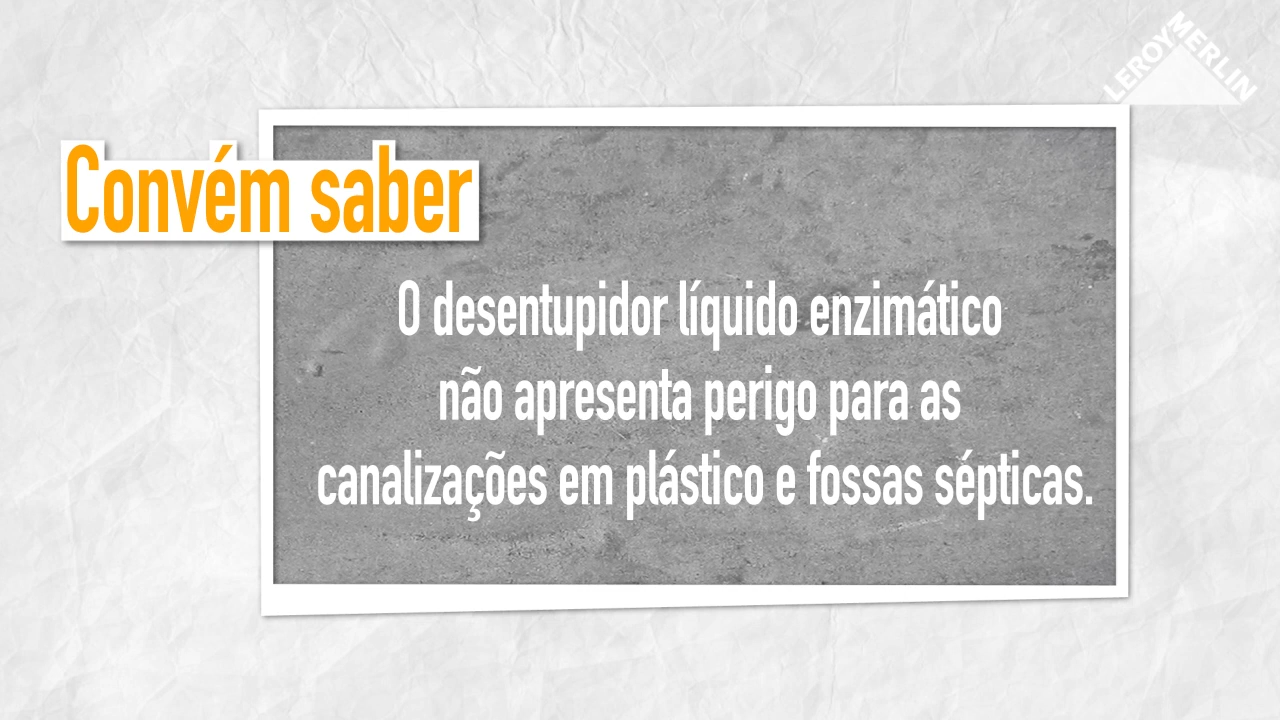 LEROY MERLIN
Convém saber
O desentupidor líquido enzimático
não apresenta perigo para as
canalizações em plástico e fossas sépticas.